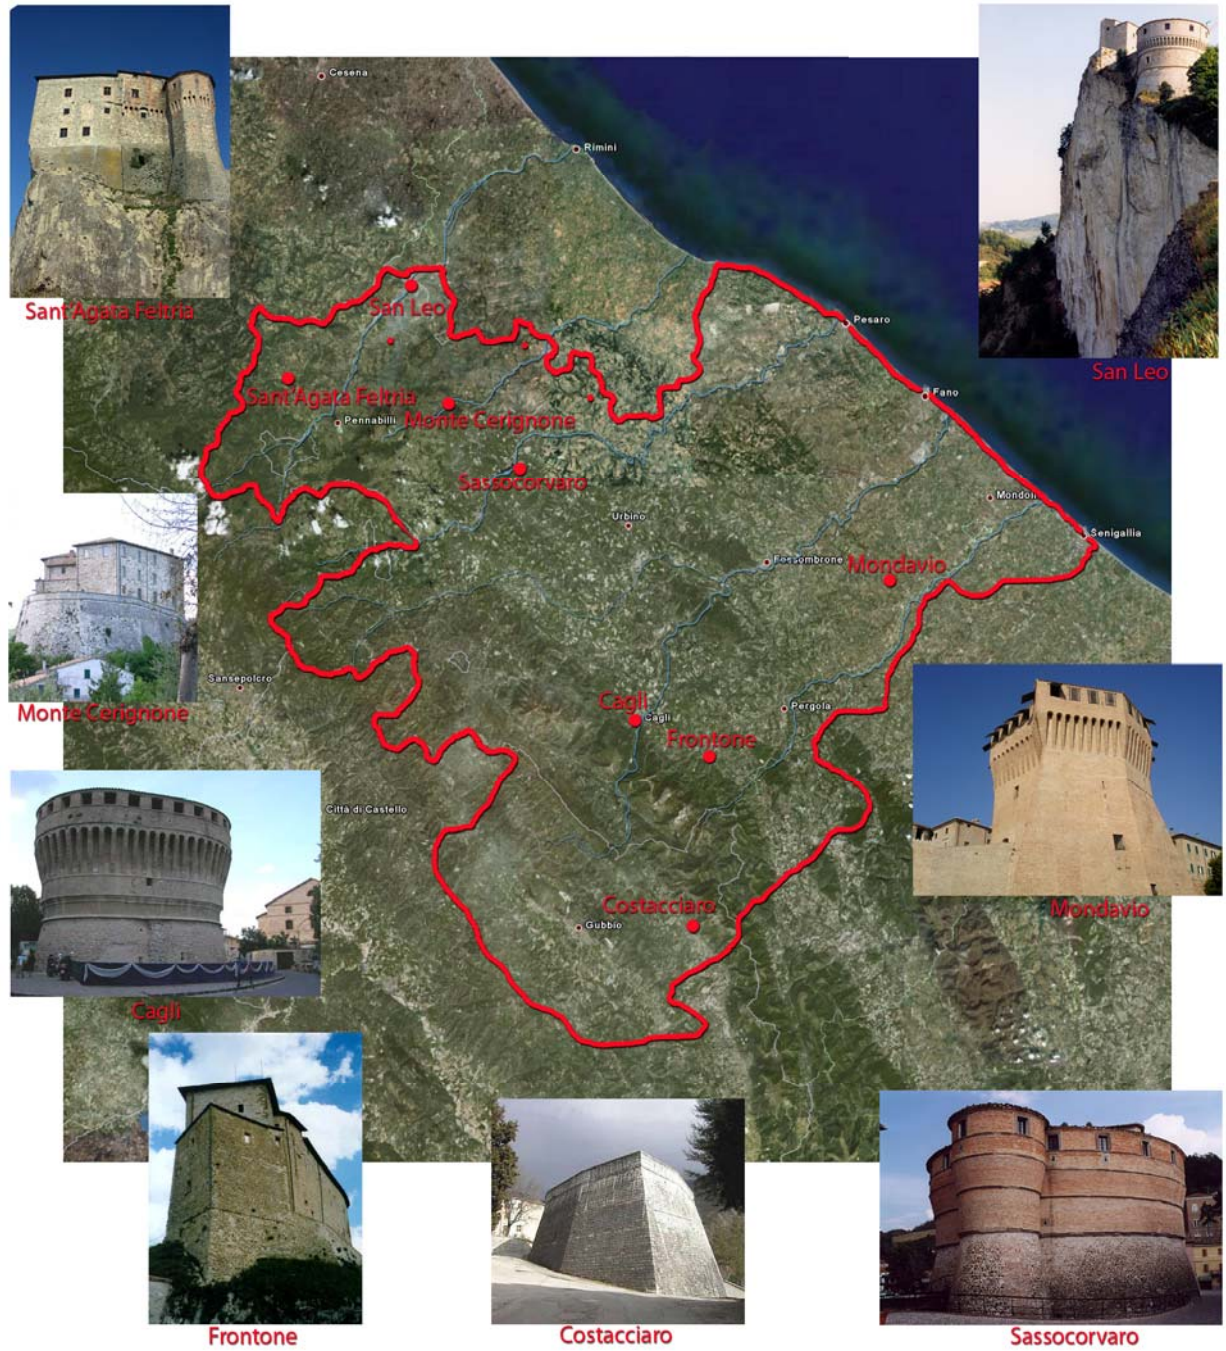 Cesena
Rimini
Sant'Agata Feltria
San Leo
Pesaro
San Leo
Fano
Sant'Agata Feltria
Pennabilli
Monte Cerignone
Sassocorvaro
Mondolfo
Urbino
Senigallia
Fossombrone
Mondavio
Sansepolcro
Monte Cerignone
Cagli
Cagli
Pergola
Frontone
Città di Castello
Costacciaro
Gubbio
Mondavio
Cagli
Frontone
Costacciaro
Sassocorvaro